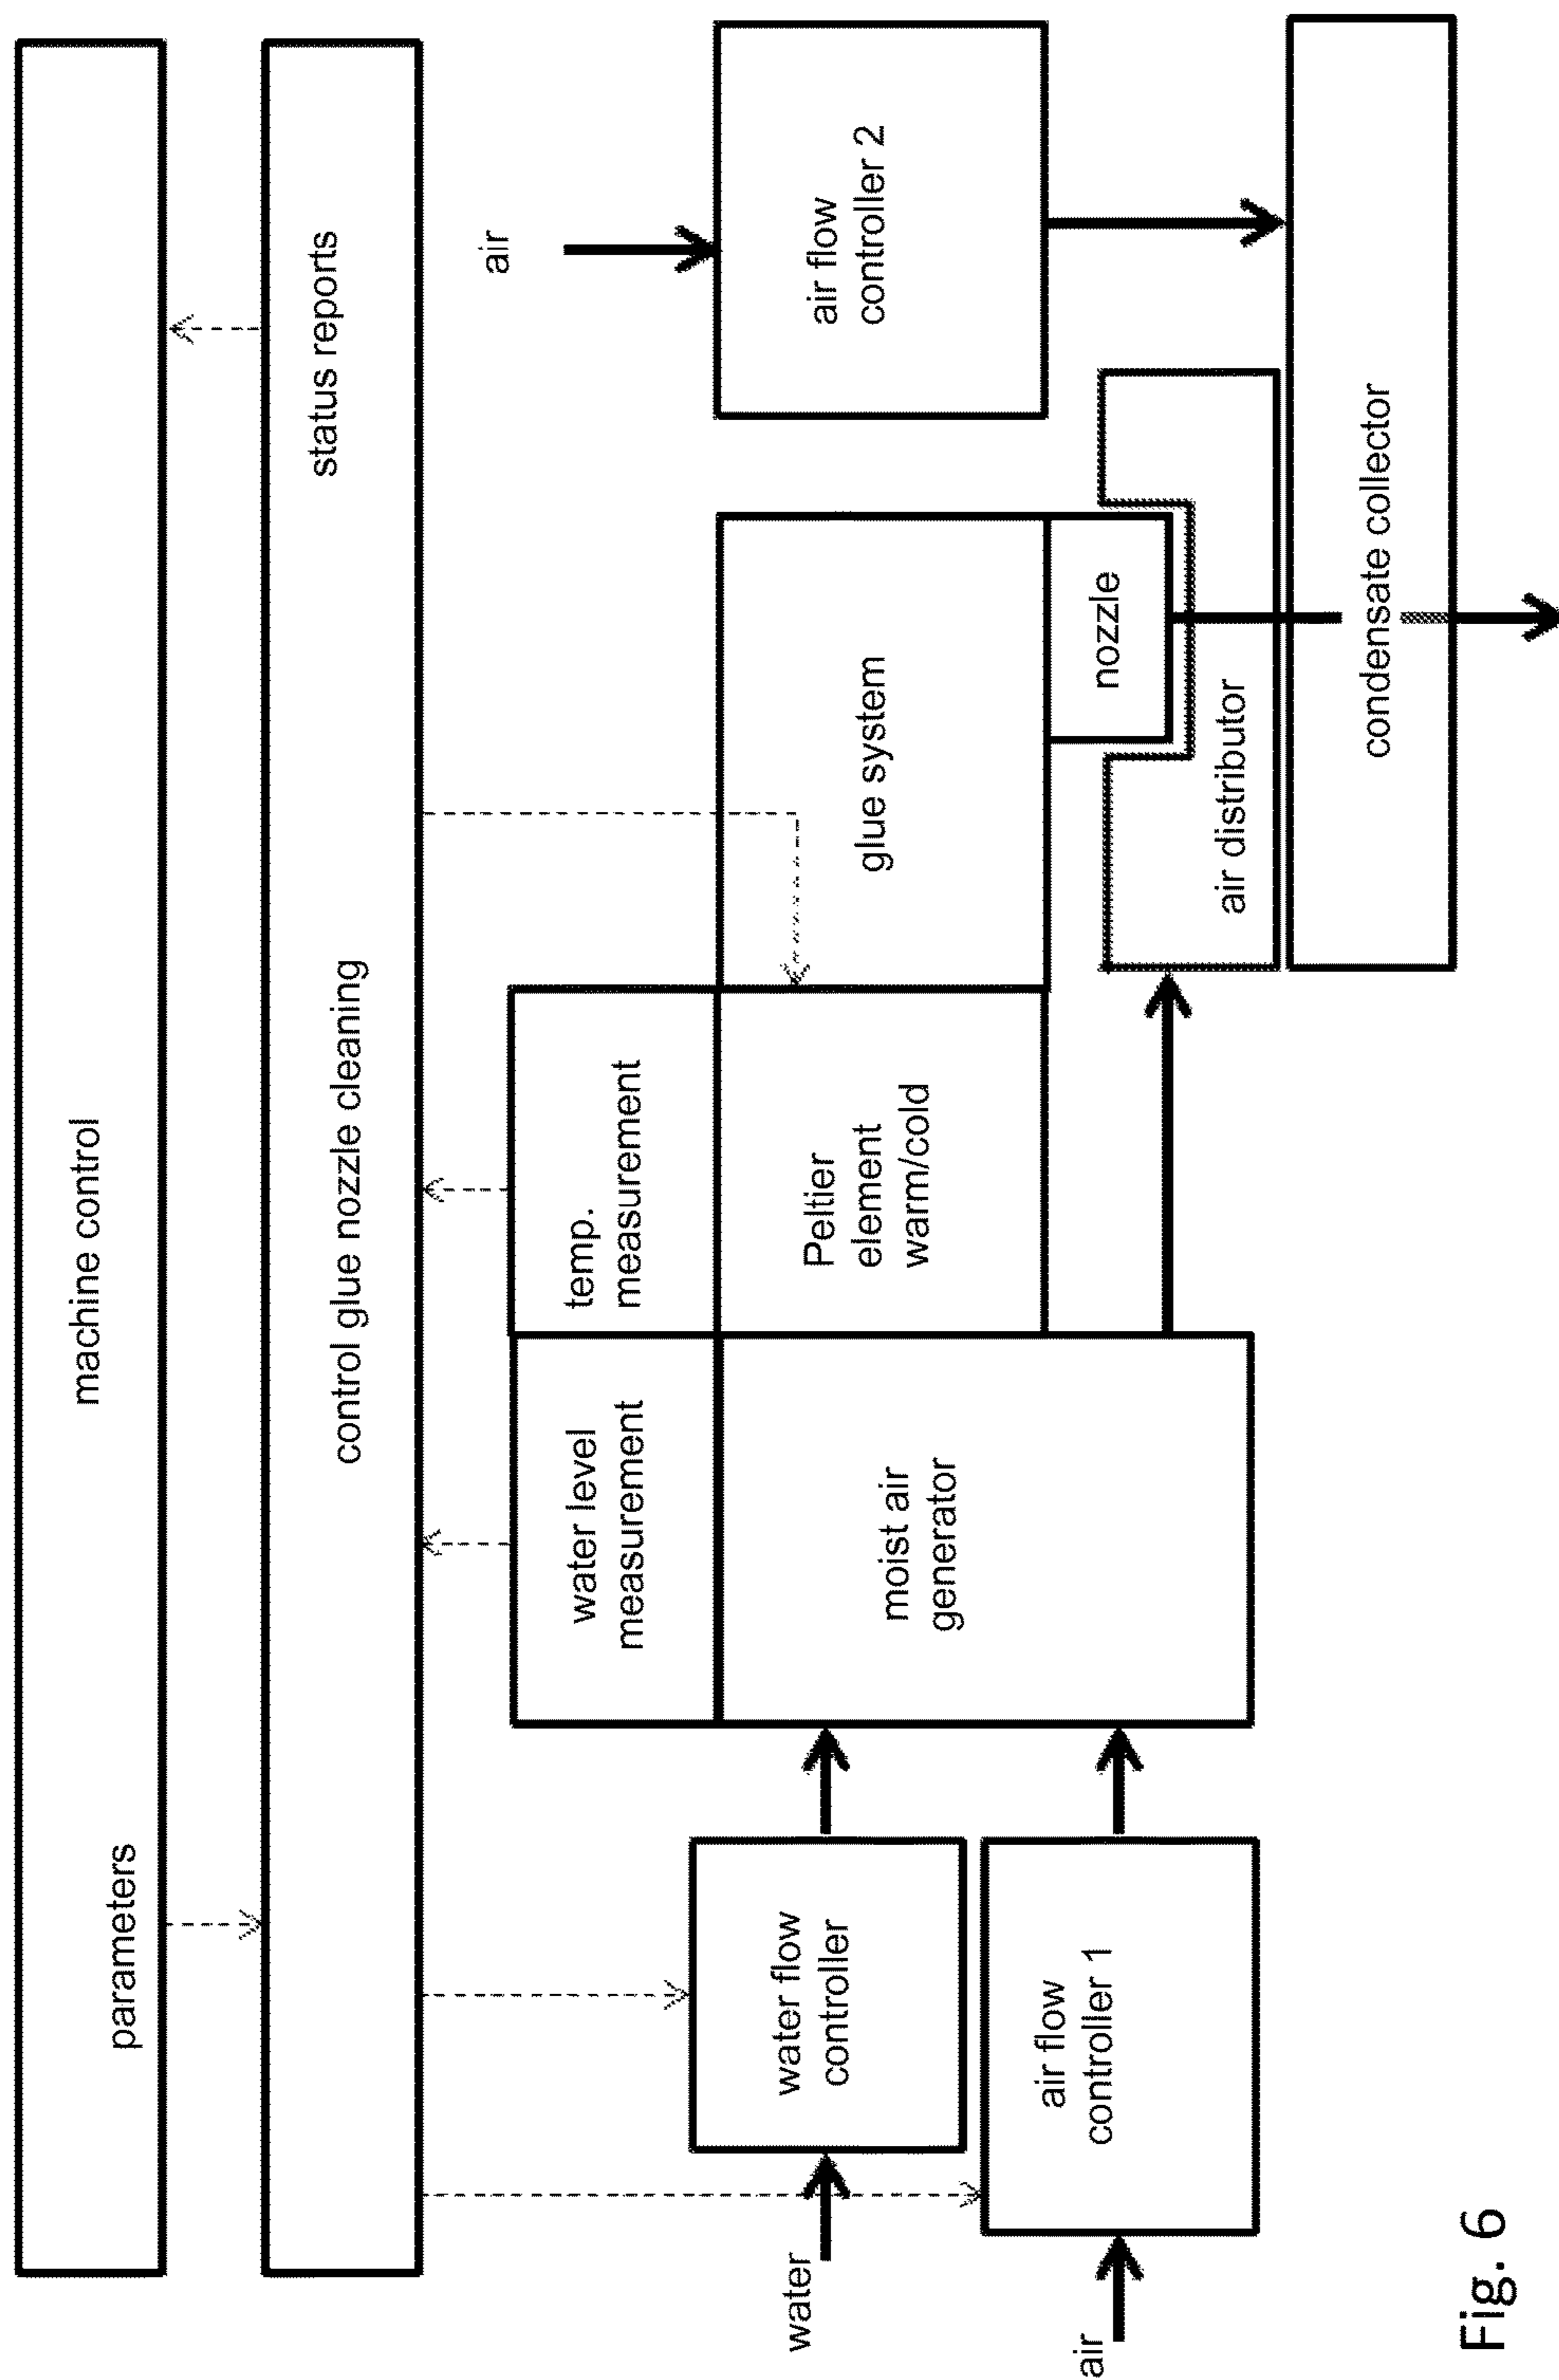 machine control
parameters
control glue nozzle cleaning
status reports
water level
measurement
temp.
measurement
air
water
water flow
controller
moist air
generator
Peltier
element
warm/cold
glue system
air flow
controller 2
air
air flow
controller 1
nozzle
air distributor
condensate collector
Fig. 6